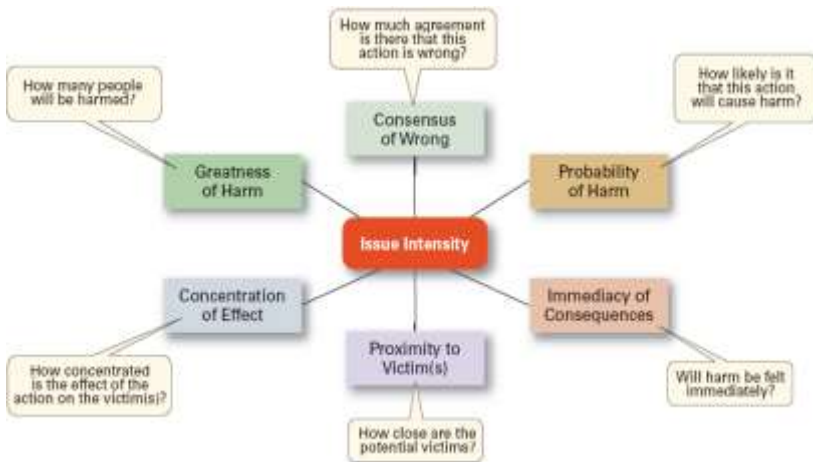 How much agreement
is there that this
action is wrong?
How many people
will be harmed?
How likely is it
that this action
will cause harm?
Consensus
of Wrong
Greatness
of Harm
Probability
of Harm
Issue Intensity
Concentration
of Effect
Immediacy of
Consequences
Proximity to
Victim(s)
How concentrated
is the effect of the
action on the victim(s)?
Will harm be felt
immediately?
How close are the
potential victims?